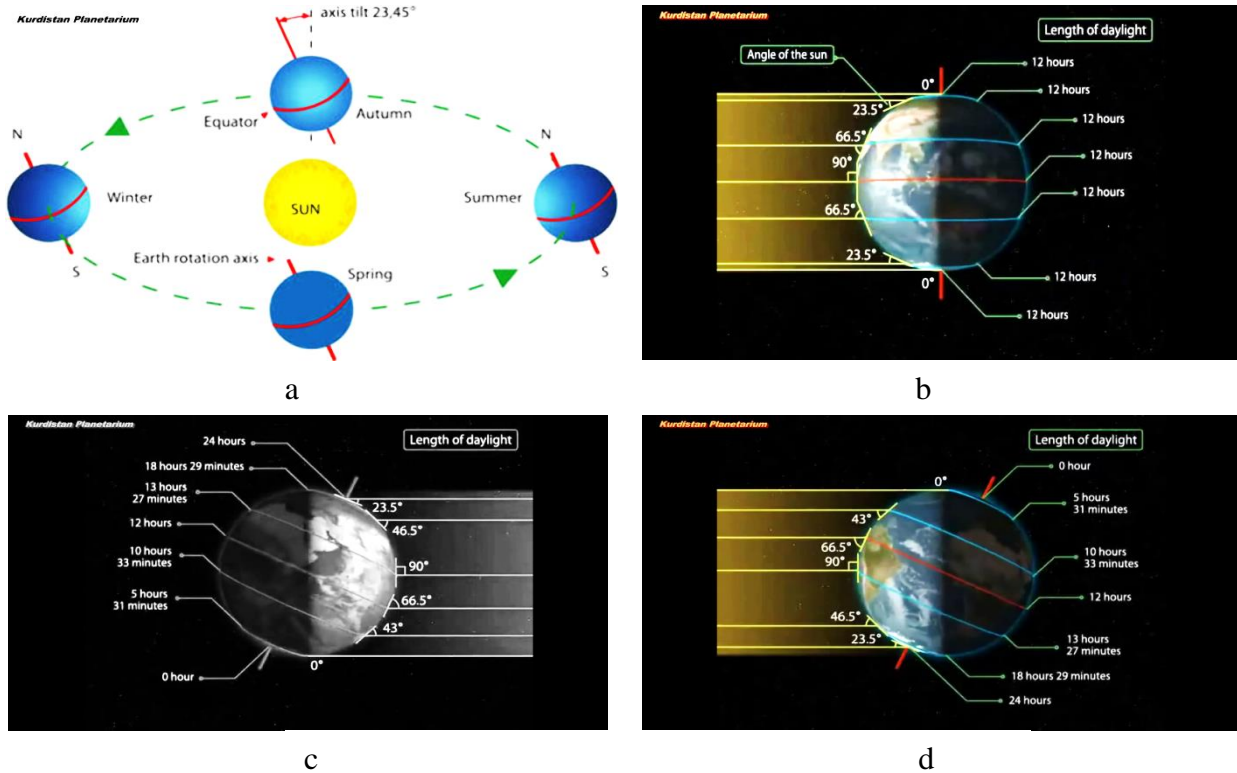 Kurdistan Planetarium
axis tilt 23,45°
Equator
Autumn
N
N
Winter
SUN
Summer
Earth rotation axis
S
Spring
S
a
Kurdistan Planetarium
Length of daylight
Angle of the sun
0°
12 hours
12 hours
23.5°
12 hours
66.5°
90°
12 hours
12 hours
66.5°
23.5°
12 hours
0°
12 hours
b
Kurdistan Planetarium
Length of daylight
24 hours
18 hours 29 minutes
13 hours
27 minutes
23.5°
12 hours
46.5°
10 hours
33 minutes
90°
5 hours
31 minutes
66.5°
43°
0°
0 hour
c
Kurdistan Planetarium
Length of daylight
0°
0 hour
5 hours
31 minutes
43°
66.5°
90°
10 hours
33 minutes
12 hours
46.5°
23.5°
13 hours
27 minutes
18 hours 29 minutes
24 hours
d